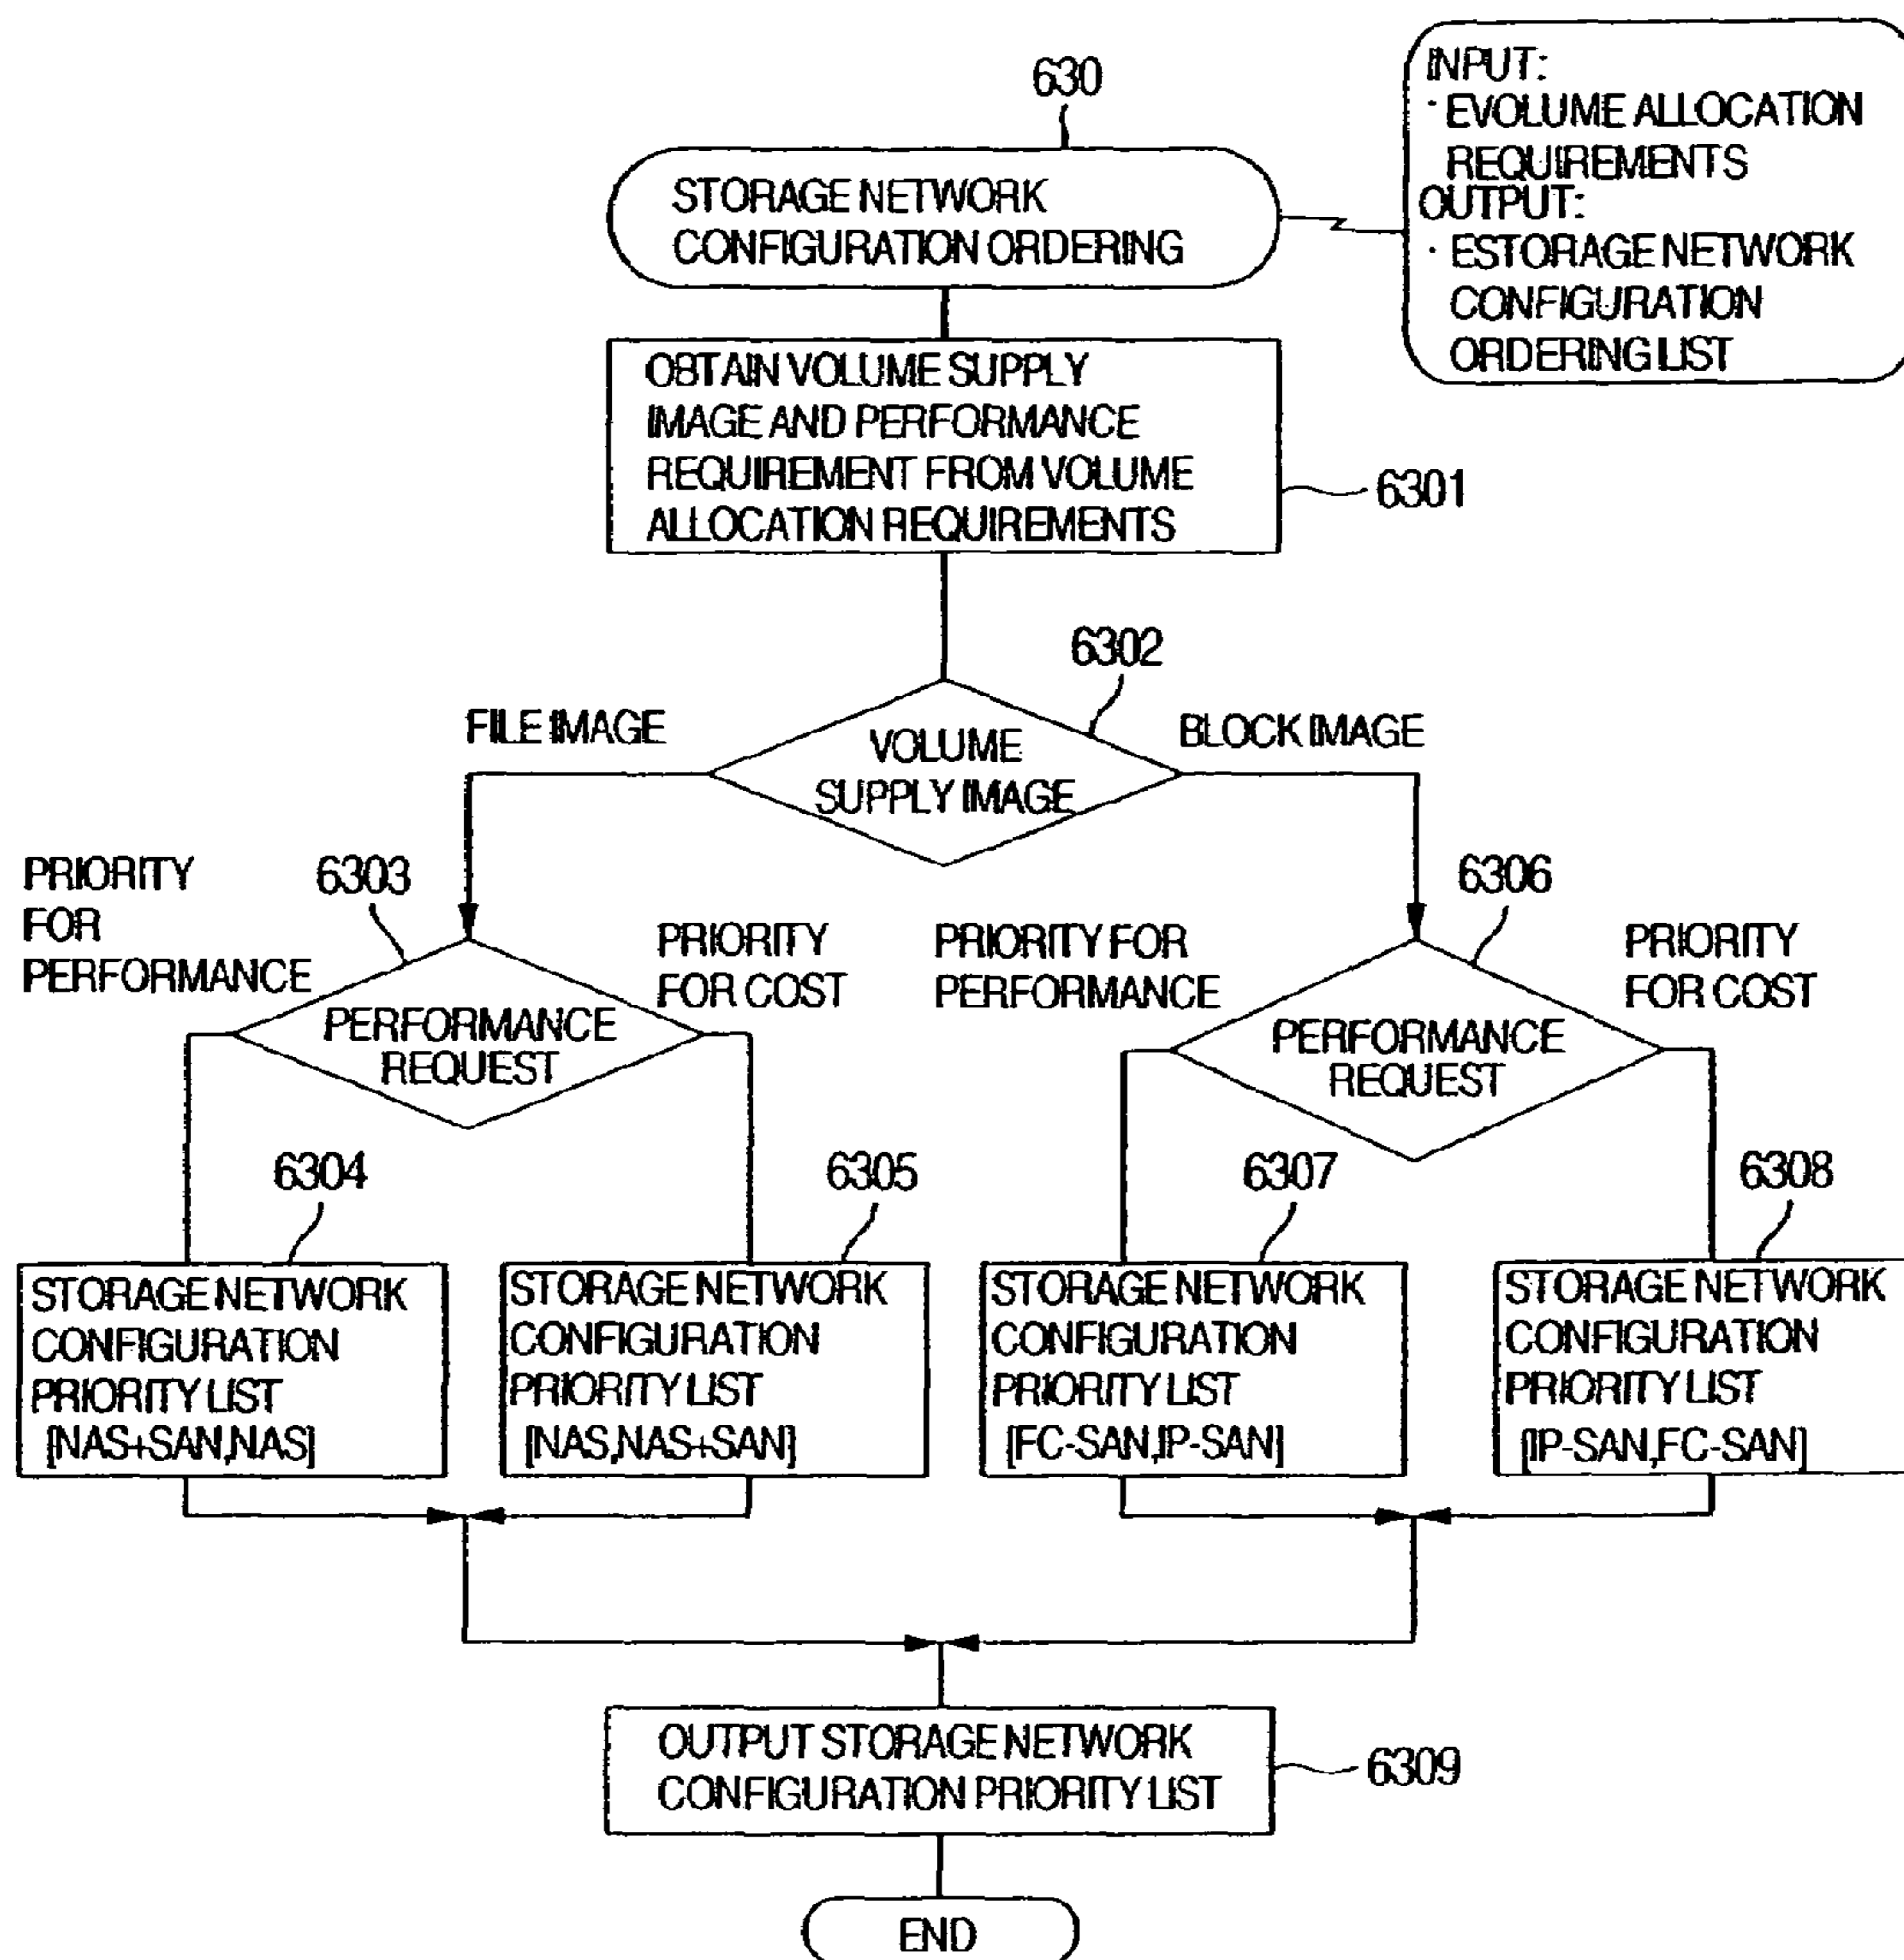 630
STORAGE NETWORK
CONFIGURATION ORDERING
INPUT:
· EVOLUME ALLOCATION
REQUIREMENTS
OUTPUT:
· ESTORAGE NETWORK
CONFIGURATION
ORDERING LIST
OBTAIN VOLUME SUPPLY
IMAGE AND PERFORMANCE
REQUIREMENT FROM VOLUME
ALLOCATION REQUIREMENTS
6301
6302
FILE IMAGE
VOLUME
SUPPLY IMAGE
BLOCK IMAGE
PRIORITY
FOR
PERFORMANCE
6303
PERFORMANCE
REQUEST
PRIORITY
FOR COST
PRIORITY FOR
PERFORMANCE
6306
PERFORMANCE
REQUEST
PRIORITY
FOR COST
6304
STORAGE NETWORK
CONFIGURATION
PRIORITY LIST
[NAS+SAN,NAS]
6305
STORAGE NETWORK
CONFIGURATION
PRIORITY LIST
[NAS,NAS+SAN]
6307
STORAGE NETWORK
CONFIGURATION
PRIORITY LIST
[FC-SAN,IP-SAN]
6308
STORAGE NETWORK
CONFIGURATION
PRIORITY LIST
[IP-SAN,FC-SAN]
OUTPUT STORAGE NETWORK
CONFIGURATION PRIORITY LIST
6309
END